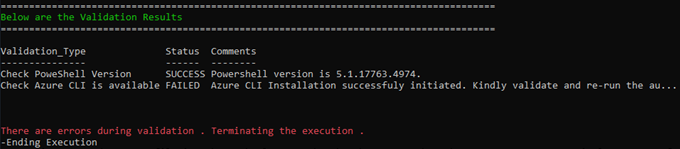 ================================================================================
Below are the Validation Results
================================================================================
Validation_Type Status Comments
--------------- ------ --------
Check PoweShell Version SUCCESS Powershell version is 5.1.17763.4974.
Check Azure CLI is available FAILED Azure CLI Installation successfuly initiated. Kindly validate and re-run the au...
There are errors during validation . Terminating the execution .
-Ending Execution